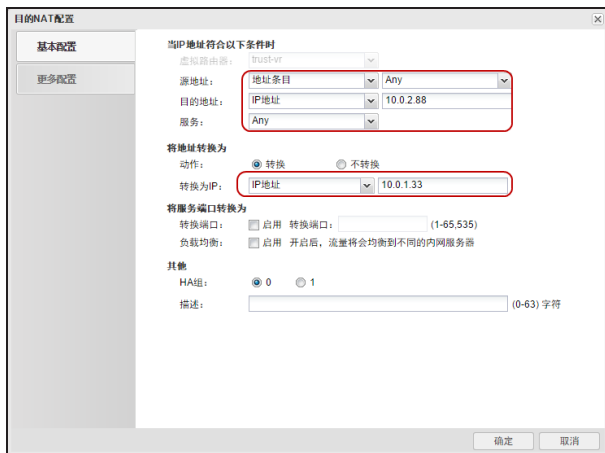 目的NAT配置
基本配置
更多配置
当IP地址符合以下条件时
虚拟路由器： trust-vr
源地址： 地址条目 Any
目的地址： IP地址 10.0.2.88
服务： Any
将地址转换为
动作： 转换 不转换
转换为IP： IP地址 10.0.1.33
将服务端口转换为
转换端口： 启用 转换端口： (1-65,535)
负载均衡： 启用 开启后，流量将会均衡到不同的内网服务器
其他
HA组： 0 1
描述： (0-63) 字符
确定 取消